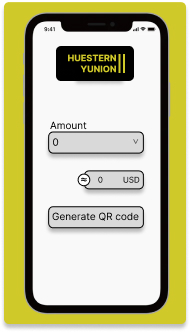 9:41
HUESTERN
YUNION
Amount
0
≈ 0 USD
Generate QR code